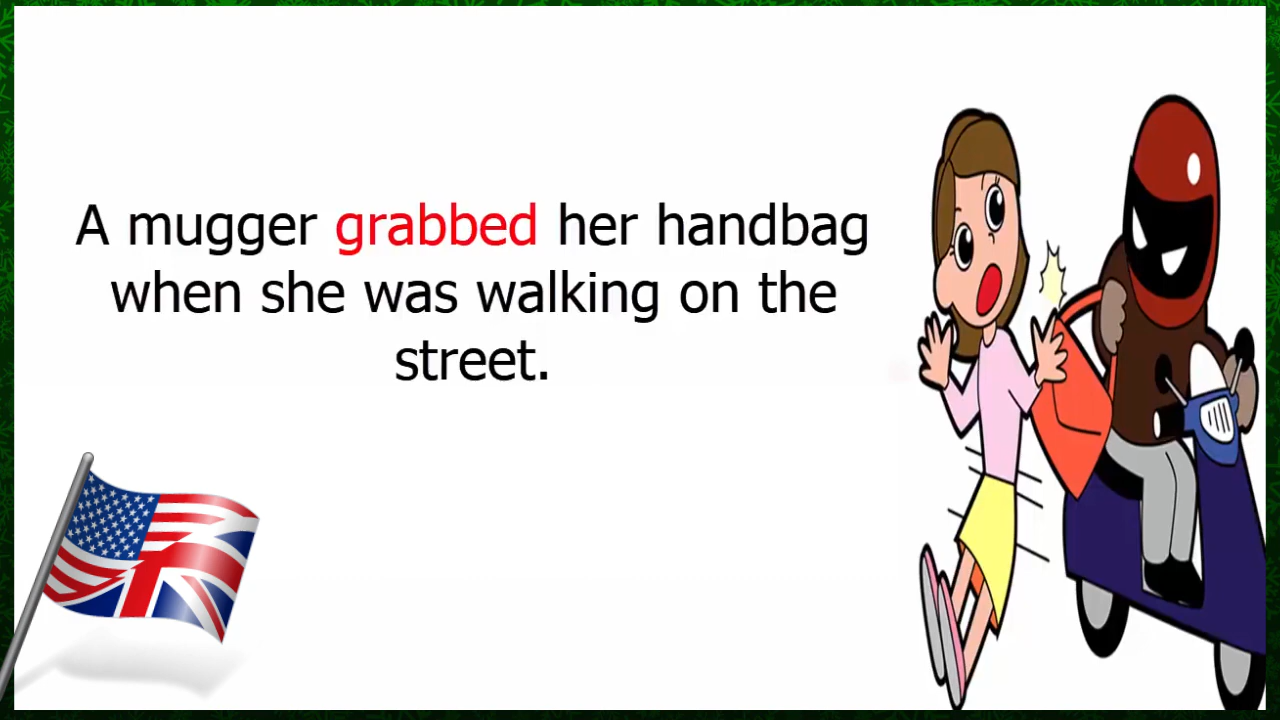 A mugger grabbed her handbag
when she was walking on the
street.